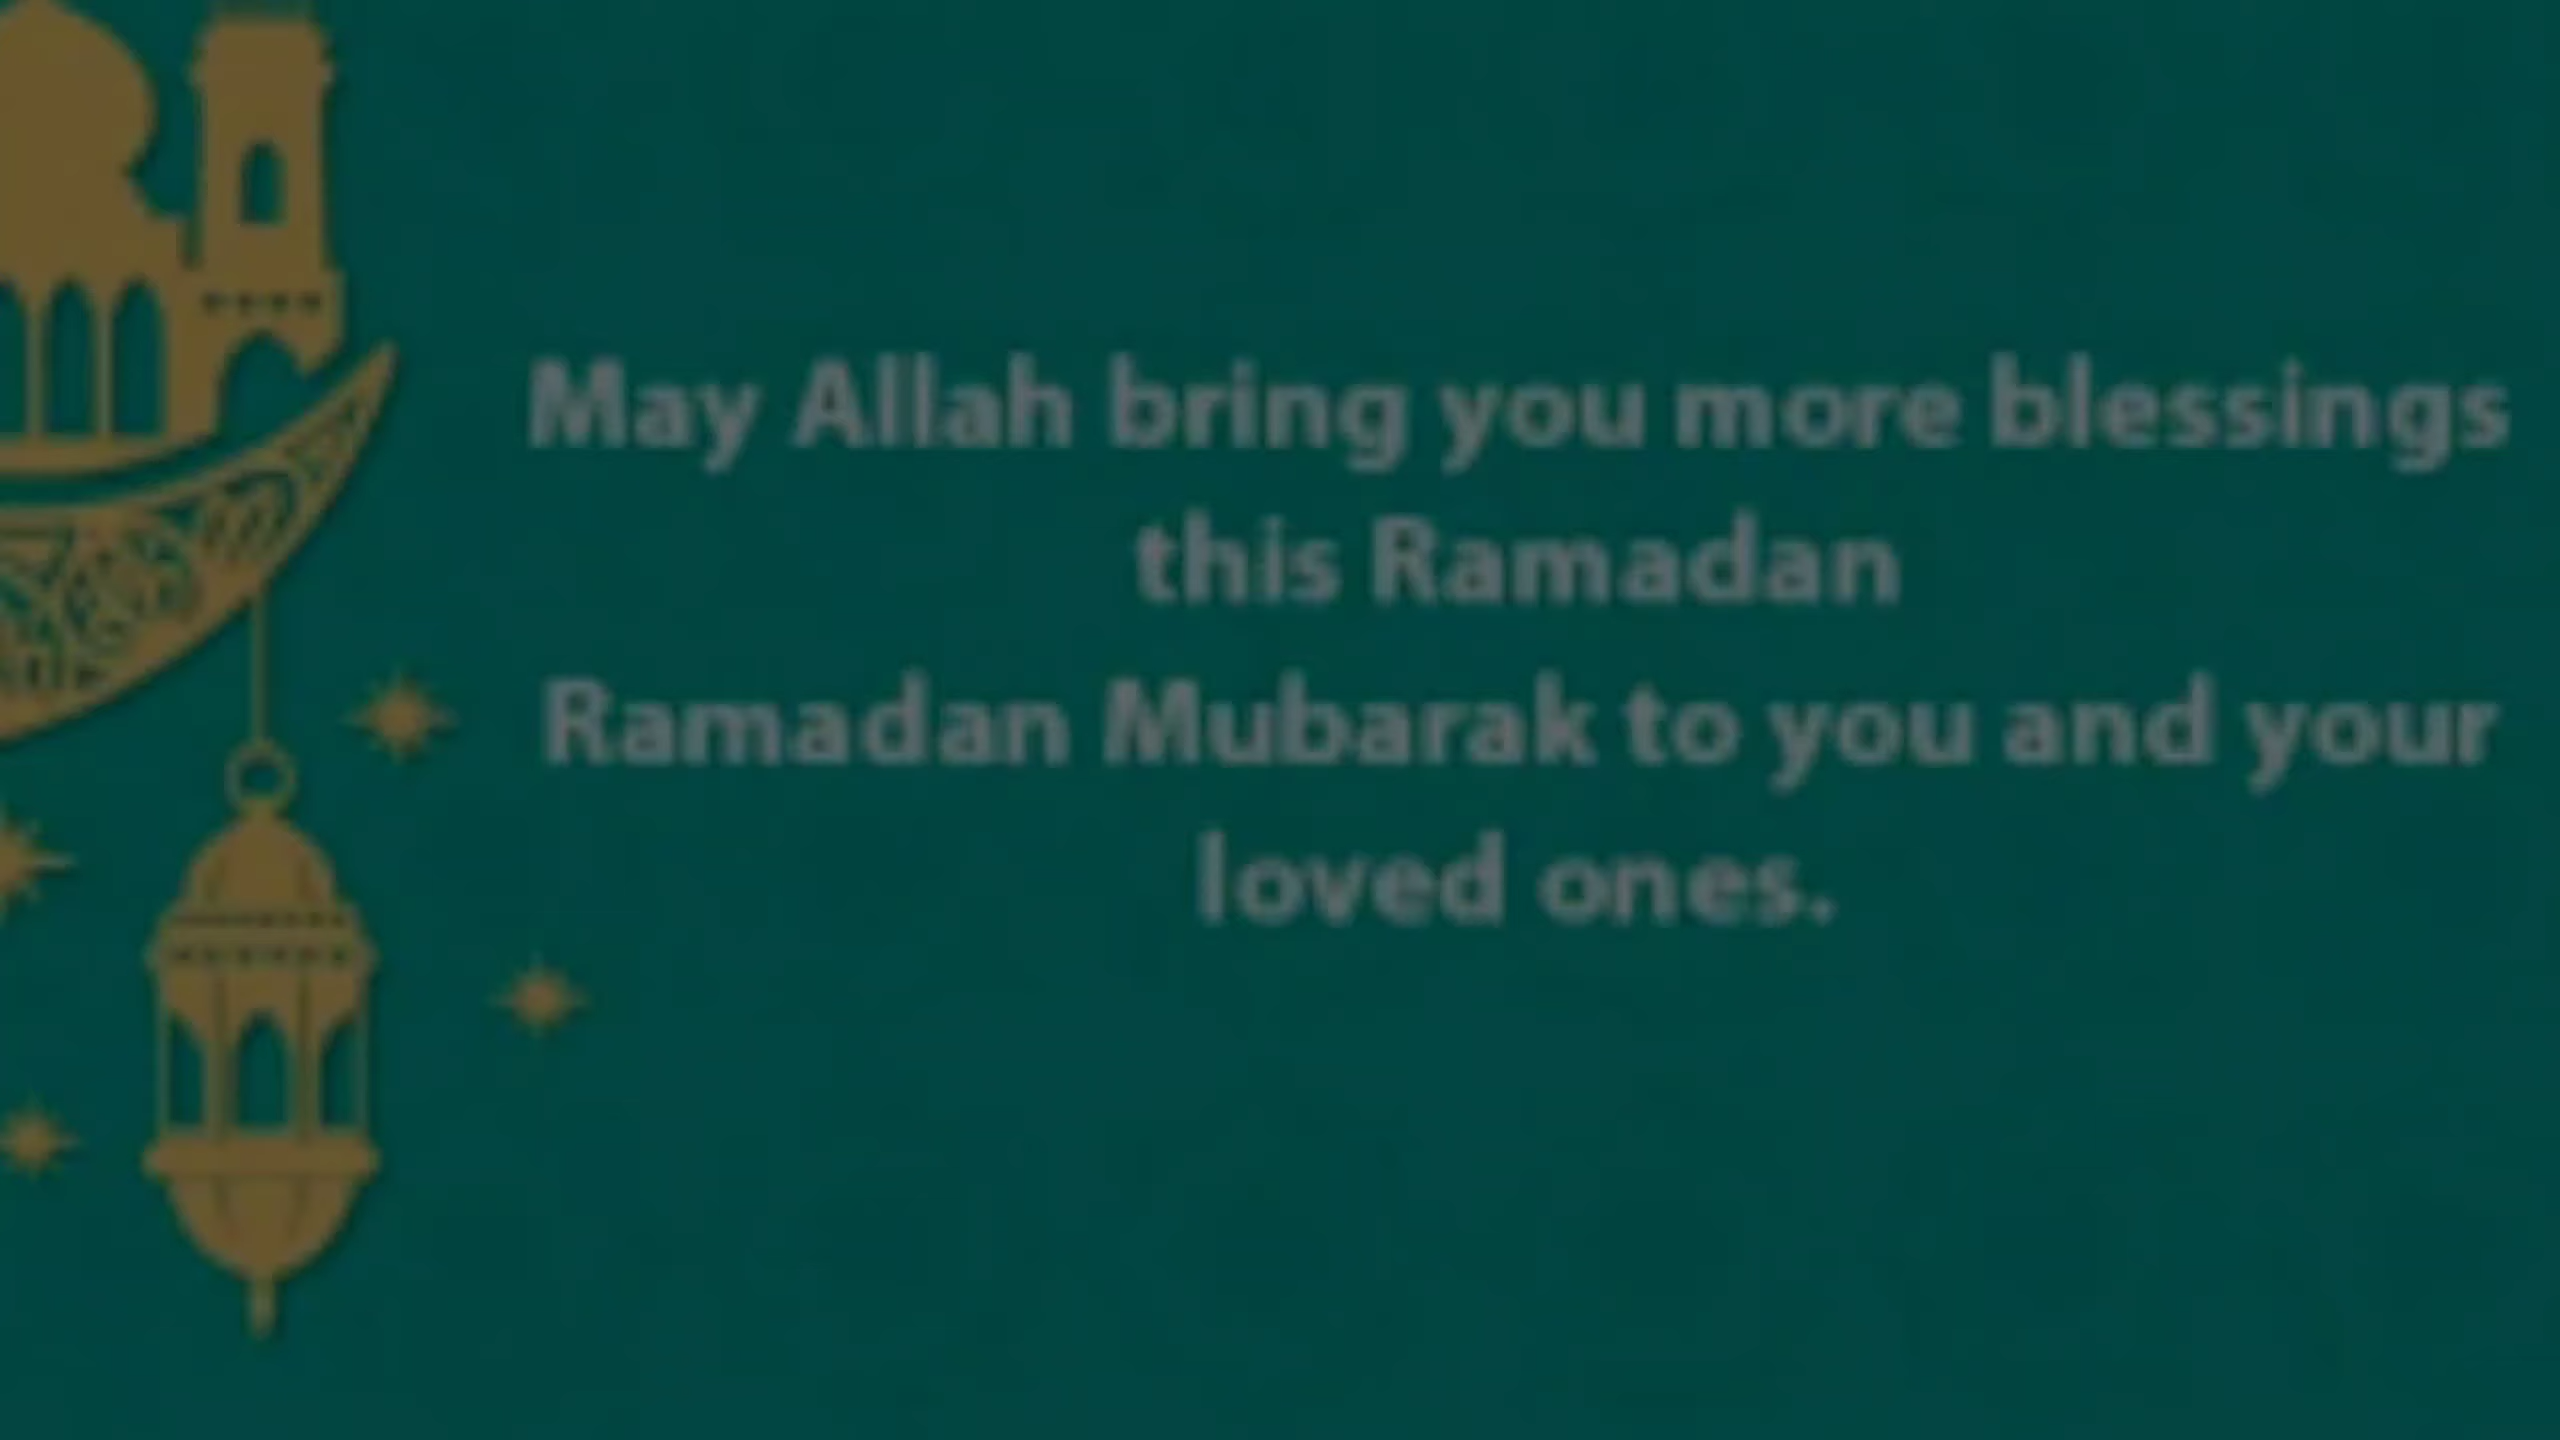 May Allah bring you more blessings
this Ramadan
Ramadan Mubarak to you and your
loved ones.